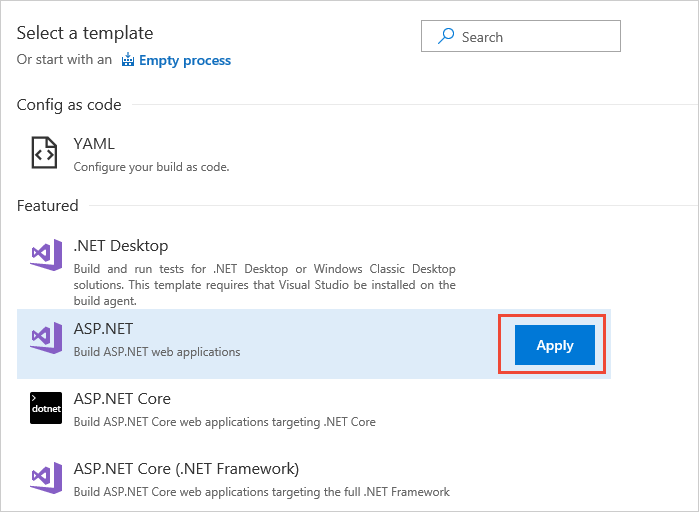 Select a template
Search
Or start with an Empty process
Config as code
YAML
Configure your build as code.
Featured
.NET Desktop
Build and run tests for .NET Desktop or Windows Classic Desktop
solutions. This template requires that Visual Studio be installed on the
build agent.
ASP.NET
Build ASP.NET web applications
Apply
dotnet
ASP.NET Core
Build ASP.NET Core web applications targeting .NET Core
ASP.NET Core (.NET Framework)
Build ASP.NET Core web applications targeting the full .NET Framework